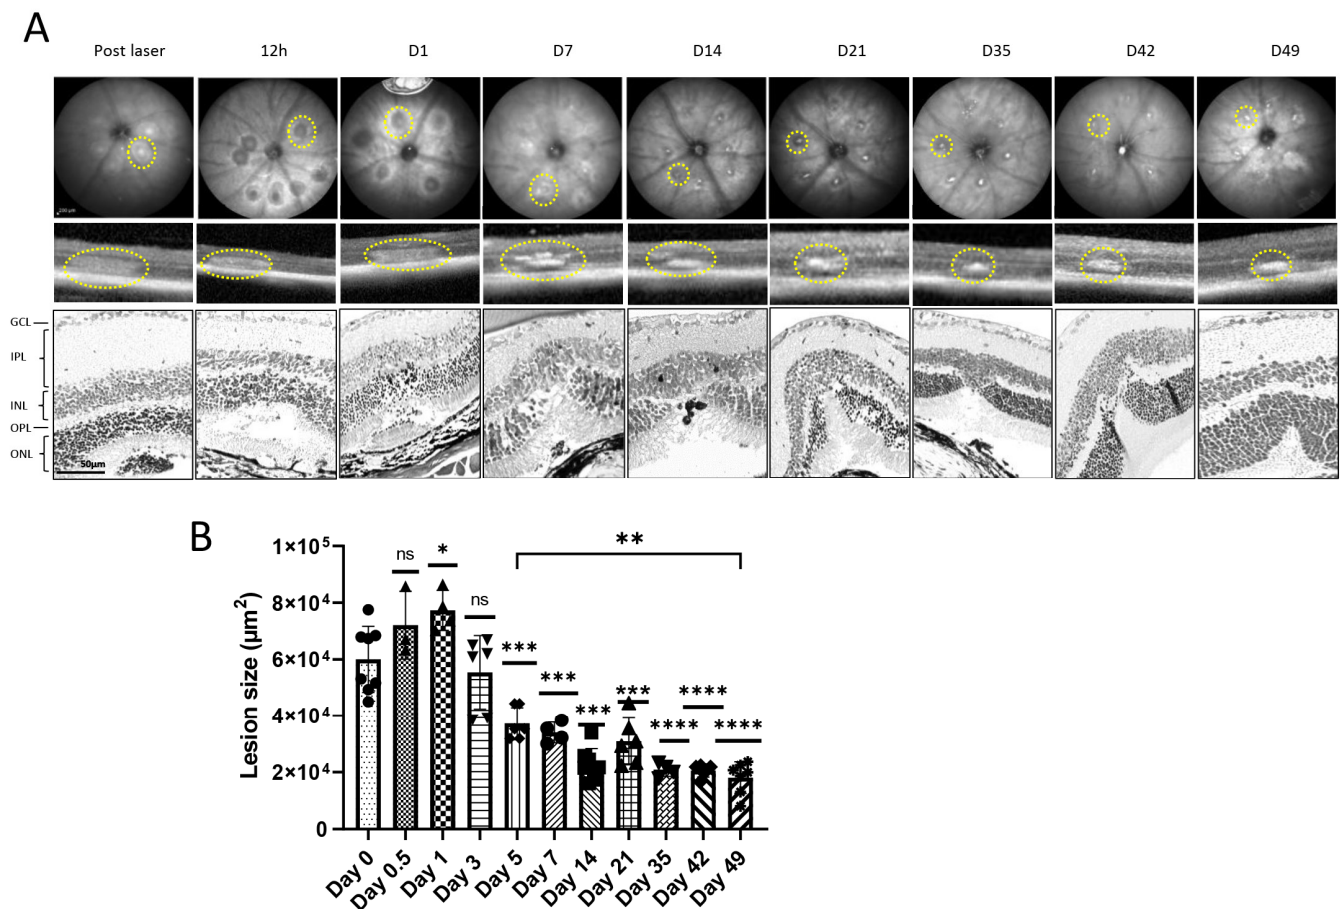 A
Post laser 12h D1 D7 D14 D21 D35 D42 D49
200 µm
GCL
IPL
INL
OPL
ONL
50µm
B
1×10⁵
8×10⁴
6×10⁴
4×10⁴
2×10⁴
0
Lesion size (µm²)
ns
*
ns
***
***
***
***
****
****
****
**
Day 0 Day 0.5 Day 1 Day 3 Day 5 Day 7 Day 14 Day 21 Day 35 Day 42 Day 49